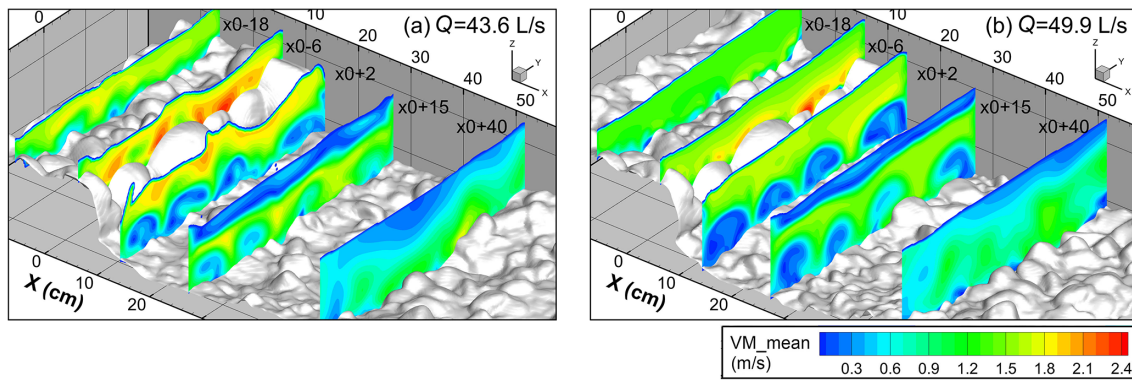 (a) Q=43.6 L/s
0
10
20
30
40
50
x0-18
x0-6
x0+2
x0+15
x0+40
Z
Y
X
0
10
20
X (cm)
(b) Q=49.9 L/s
0
10
20
30
40
50
x0-18
x0-6
x0+2
x0+15
x0+40
Z
Y
X
0
10
20
X (cm)
VM_mean
(m/s)
0.3 0.6 0.9 1.2 1.5 1.8 2.1 2.4